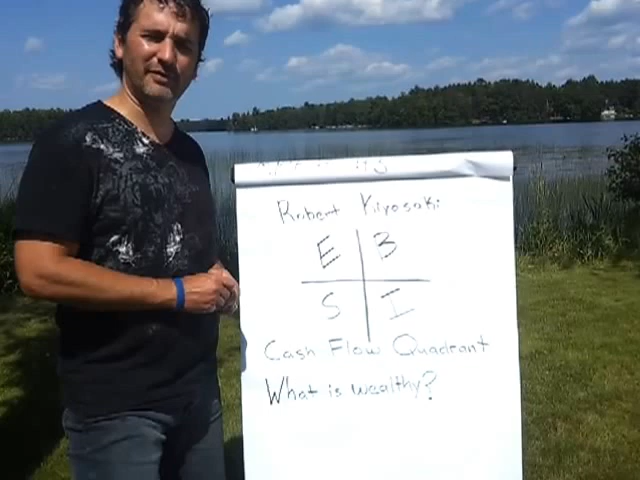 Robert Kiyosaki
E B
S I
Cash Flow Quadrant
What is wealthy?